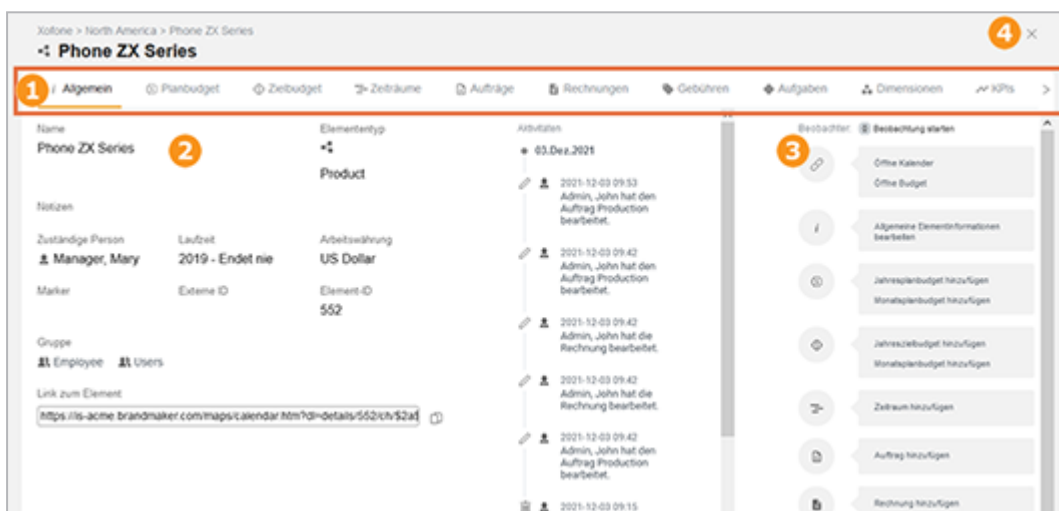 Xofone > North America > Phone ZX Series
Phone ZX Series
4
1
Allgemein Planbudget Zielbudget Zeiträume Aufträge Rechnungen Gebühren Aufgaben Dimensionen KPIs
Name
Phone ZX Series
2
Elemententyp
Product
Notizen
Zuständige Person Laufzeit Arbeitswährung
Manager, Mary 2019 - Endet nie US Dollar
Marker Externe ID Element-ID
552
Gruppe
Employee Users
Link zum Element
https://is-acme.brandmaker.com/maps/calendar.htm?dl=details/552/ch/$2a$
Aktivitäten
03.Dez.2021
2021-12-03 09:53
Admin, John hat den
Auftrag Production
bearbeitet.
2021-12-03 09:42
Admin, John hat den
Auftrag Production
bearbeitet.
2021-12-03 09:42
Admin, John hat die
Rechnung bearbeitet.
2021-12-03 09:42
Admin, John hat die
Rechnung bearbeitet.
2021-12-03 09:42
Admin, John hat den
Auftrag Production
bearbeitet.
2021-12-03 09:15
Beobachter: 0 Beobachtung starten
3
Öffne Kalender
Öffne Budget
Allgemeine Elementinformationen
bearbeiten
Jahresplanbudget hinzufügen
Monatsplanbudget hinzufügen
Jahreszielbudget hinzufügen
Monatsplanbudget hinzufügen
Zeitraum hinzufügen
Auftrag hinzufügen
Rechnung hinzufügen